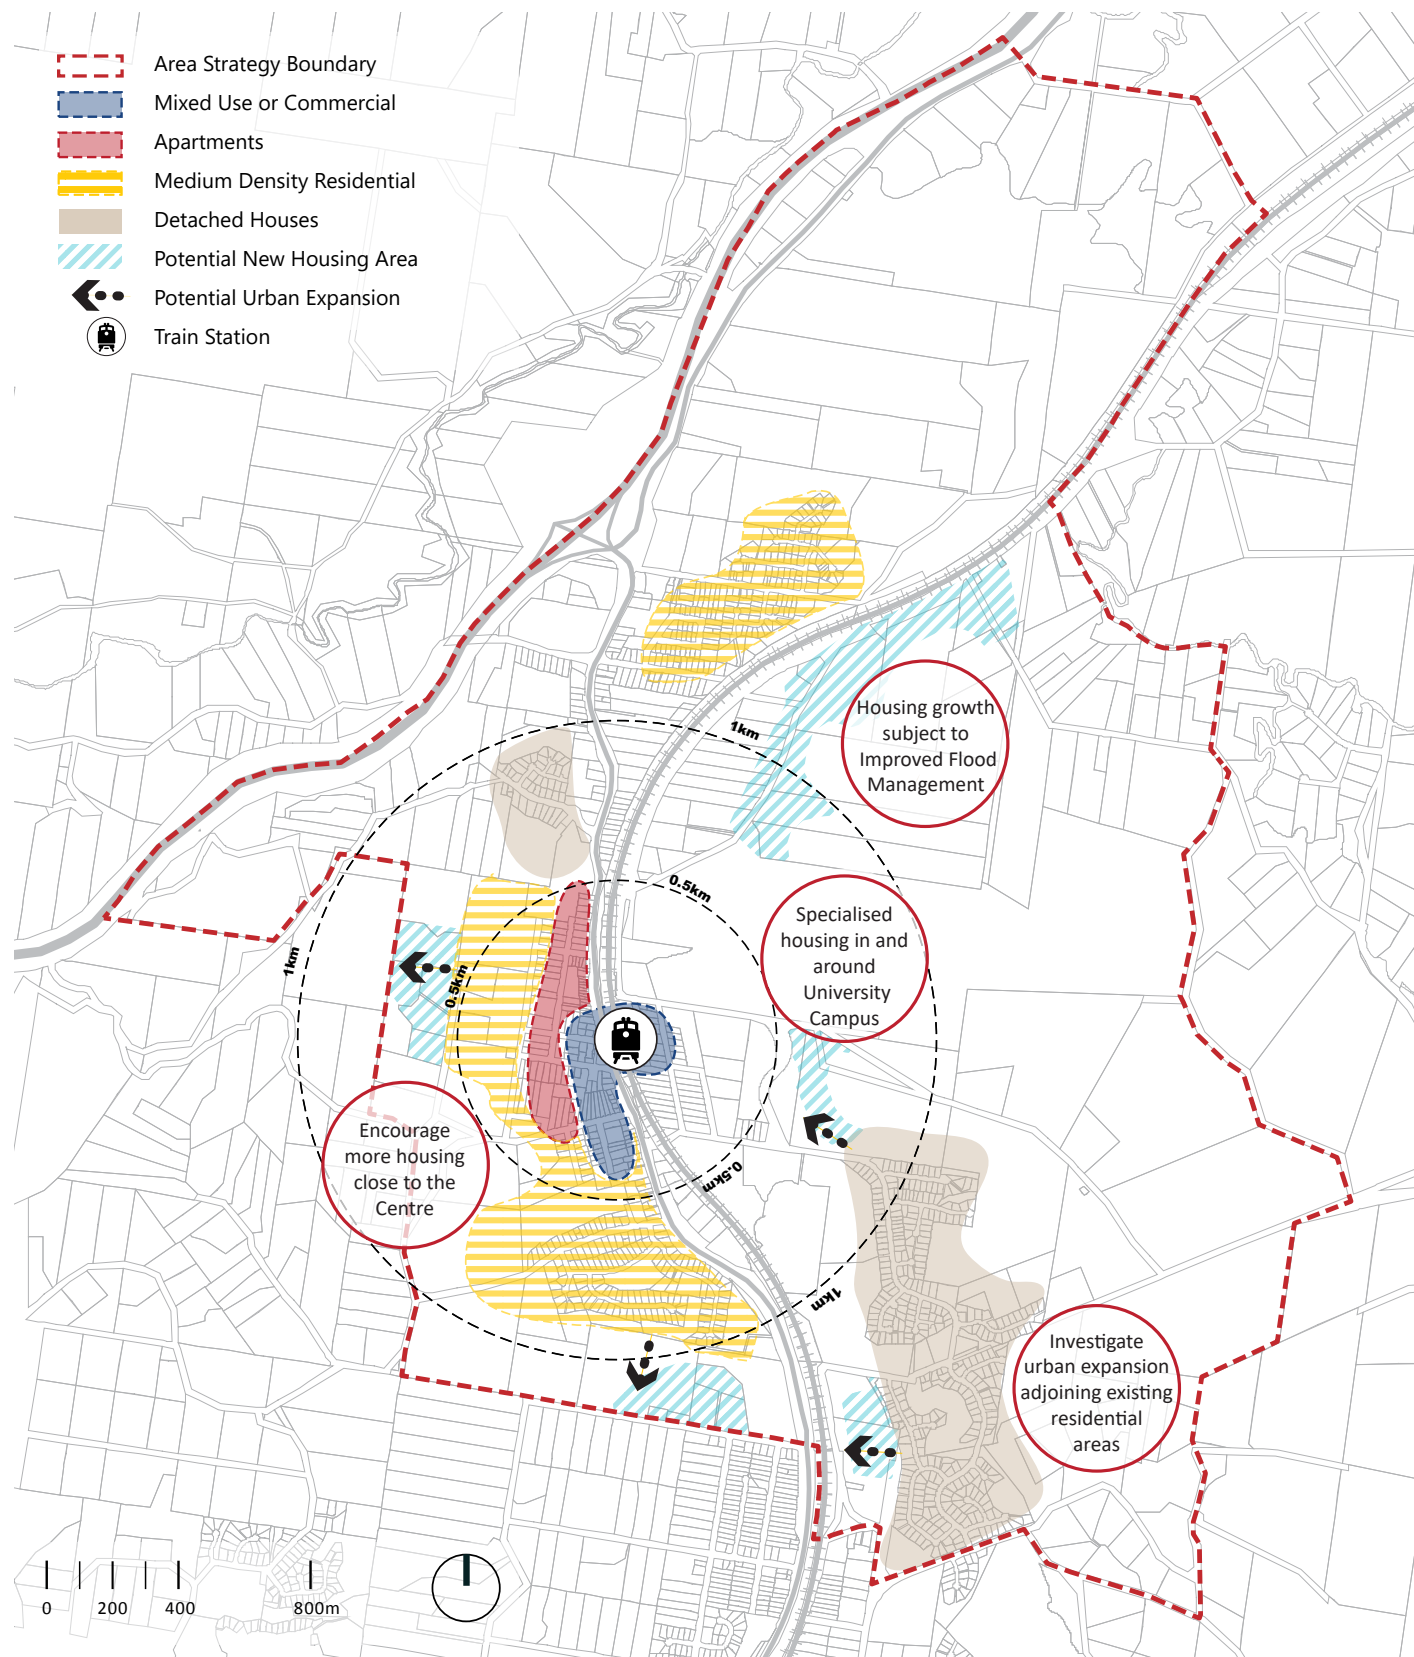 Area Strategy Boundary
Mixed Use or Commercial
Apartments
Medium Density Residential
Detached Houses
Potential New Housing Area
Potential Urban Expansion
Train Station
Housing growth
subject to
Improved Flood
Management
1km
0.5km
Specialised
housing in and
around
University
Campus
1km
0.5km
Encourage
more housing
close to the
Centre
0.5km
1km
Investigate
urban expansion
adjoining existing
residential
areas
0 200 400 800m